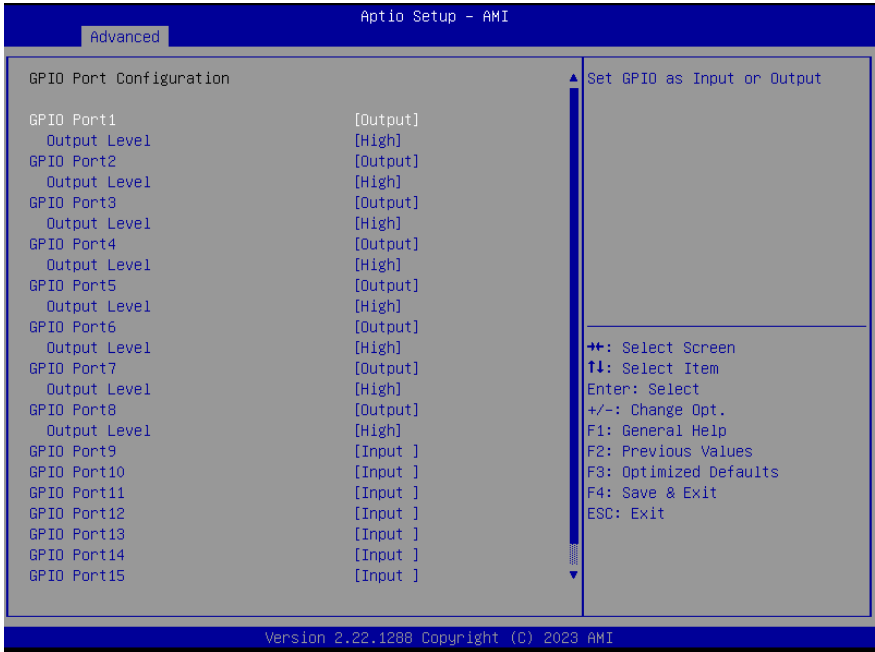 Aptio Setup – AMI
Advanced
GPIO Port Configuration
Set GPIO as Input or Output
GPIO Port1 [Output]
Output Level [High]
GPIO Port2 [Output]
Output Level [High]
GPIO Port3 [Output]
Output Level [High]
GPIO Port4 [Output]
Output Level [High]
GPIO Port5 [Output]
Output Level [High]
GPIO Port6 [Output]
Output Level [High]
GPIO Port7 [Output]
Output Level [High]
GPIO Port8 [Output]
Output Level [High]
GPIO Port9 [Input ]
GPIO Port10 [Input ]
GPIO Port11 [Input ]
GPIO Port12 [Input ]
GPIO Port13 [Input ]
GPIO Port14 [Input ]
GPIO Port15 [Input ]
→←: Select Screen
↑↓: Select Item
Enter: Select
+/-: Change Opt.
F1: General Help
F2: Previous Values
F3: Optimized Defaults
F4: Save & Exit
ESC: Exit
Version 2.22.1288 Copyright (C) 2023 AMI